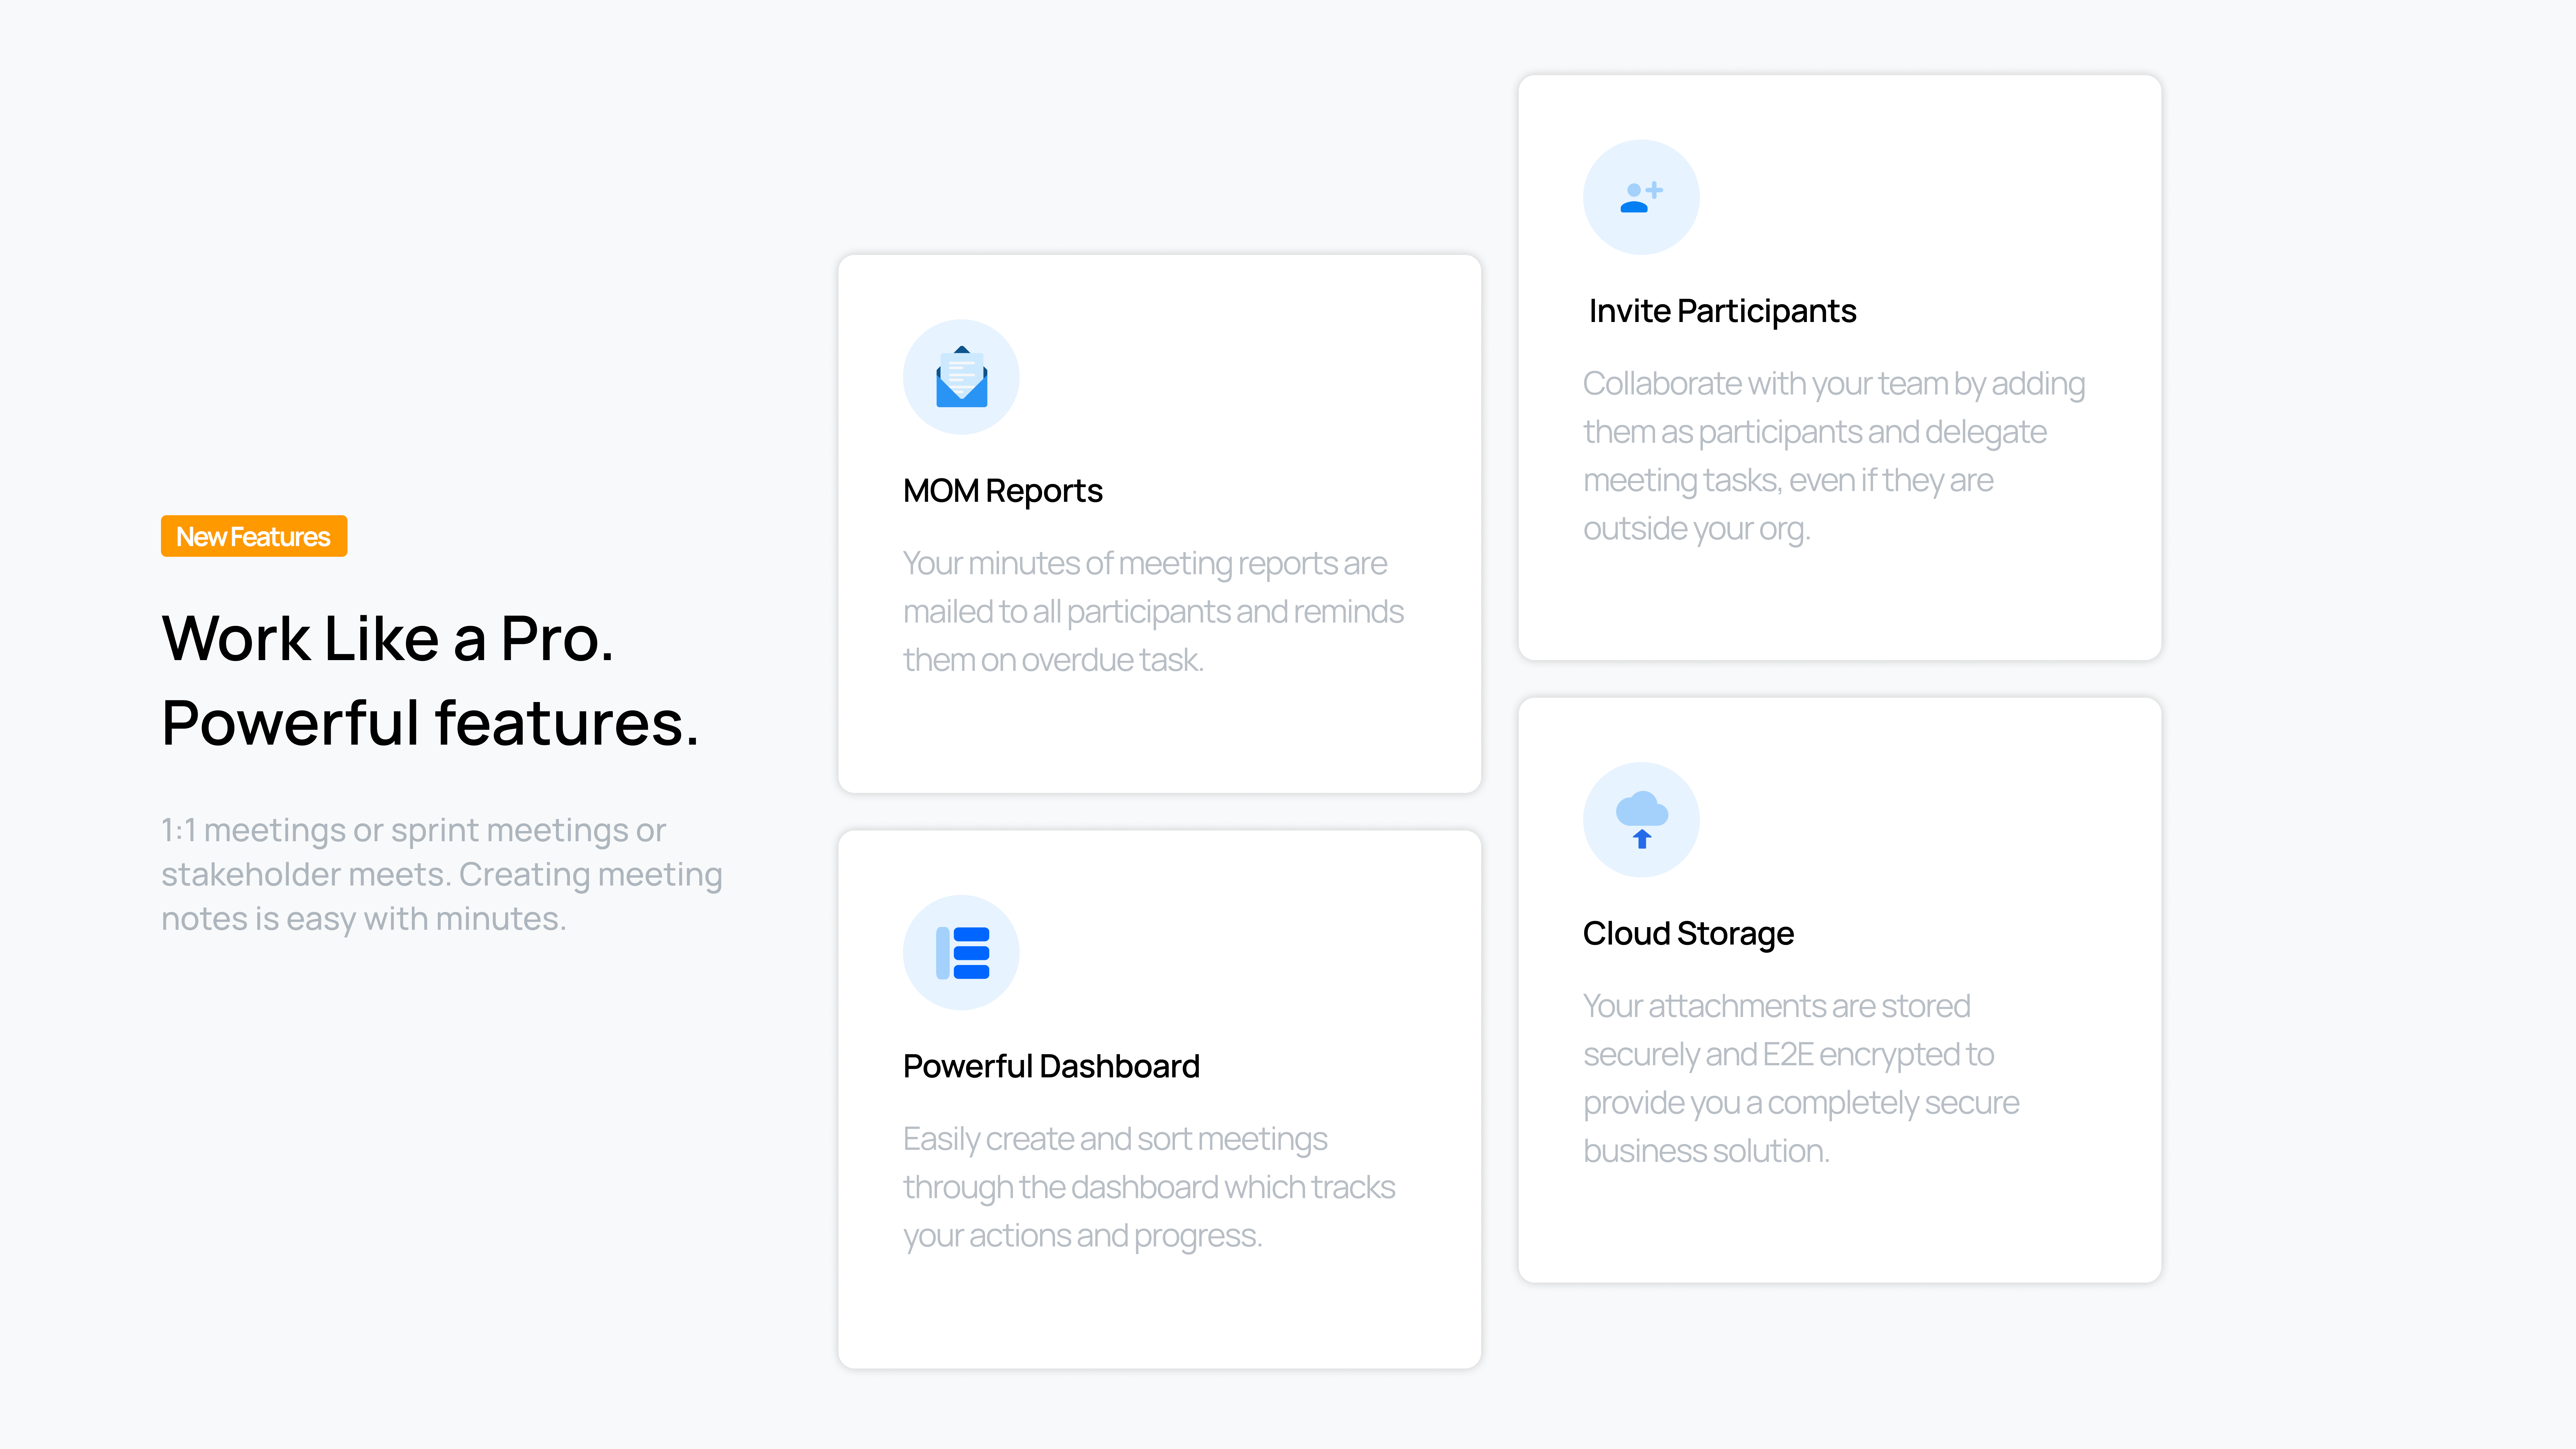 New Features
Work Like a Pro.
Powerful features.
1:1 meetings or sprint meetings or
stakeholder meets. Creating meeting
notes is easy with minutes.
MOM Reports
Your minutes of meeting reports are
mailed to all participants and reminds
them on overdue task.
Powerful Dashboard
Easily create and sort meetings
through the dashboard which tracks
your actions and progress.
Invite Participants
Collaborate with your team by adding
them as participants and delegate
meeting tasks, even if they are
outside your org.
Cloud Storage
Your attachments are stored
securely and E2E encrypted to
provide you a completely secure
business solution.